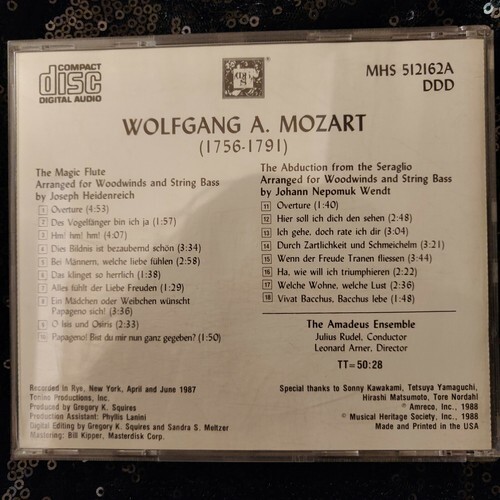 COMPACT
disc
DIGITAL AUDIO
MHS 512162A
DDD
WOLFGANG A. MOZART
(1756-1791)
The Magic Flute
Arranged for Woodwinds and String Bass
by Joseph Heidenreich
1 Overture (4:53)
2 Des Vogelfänger bin ich ja (1:57)
3 Hm! hm! hm! (4:07)
4 Dies Bildnis ist bezaubernd schön (3:34)
5 Bei Männern, welche liebe fühlen (2:58)
6 Das klinget so herrlich (1:38)
7 Alles fühlt der Liebe Freuden (1:29)
8 Ein Mädchen oder Weibchen wünscht
Papageno sich! (3:36)
9 O Isis und Osiris (2:33)
10 Papageno! Bist du mir nun ganz gegeben? (1:50)
The Abduction from the Seraglio
Arranged for Woodwinds and String Bass
by Johann Nepomuk Wendt
11 Overture (1:40)
12 Hier soll ich dich den sehen (2:48)
13 Ich gehe, doch rate ich dir (3:04)
14 Durch Zartlichkeit und Schmeicheln (3:21)
15 Wenn der Freude Tranen fliessen (3:44)
16 Ha, wie will ich triumphieren (2:22)
17 Welche Wonne, welche Lust (2:36)
18 Vivat Bacchus, Bacchus lebe (1:48)
The Amadeus Ensemble
Julius Rudel, Conductor
Leonard Arner, Director
TT=50:28
Recorded in Rye, New York, April and June 1987
Tonino Productions, Inc.
Produced by Gregory K. Squires
Production Assistant: Phyllis Lanini
Digital Editing by Gregory K. Squires and Sandra S. Meltzer
Mastering: Bill Kipper, Masterdisk Corp.
Special thanks to Sonny Kawakami, Tetsuya Yamaguchi,
Hirashi Matsumoto, Tore Nordahl
℗ Amreco, Inc., 1988
© Musical Heritage Society, Inc., 1988
Made and Printed in the USA